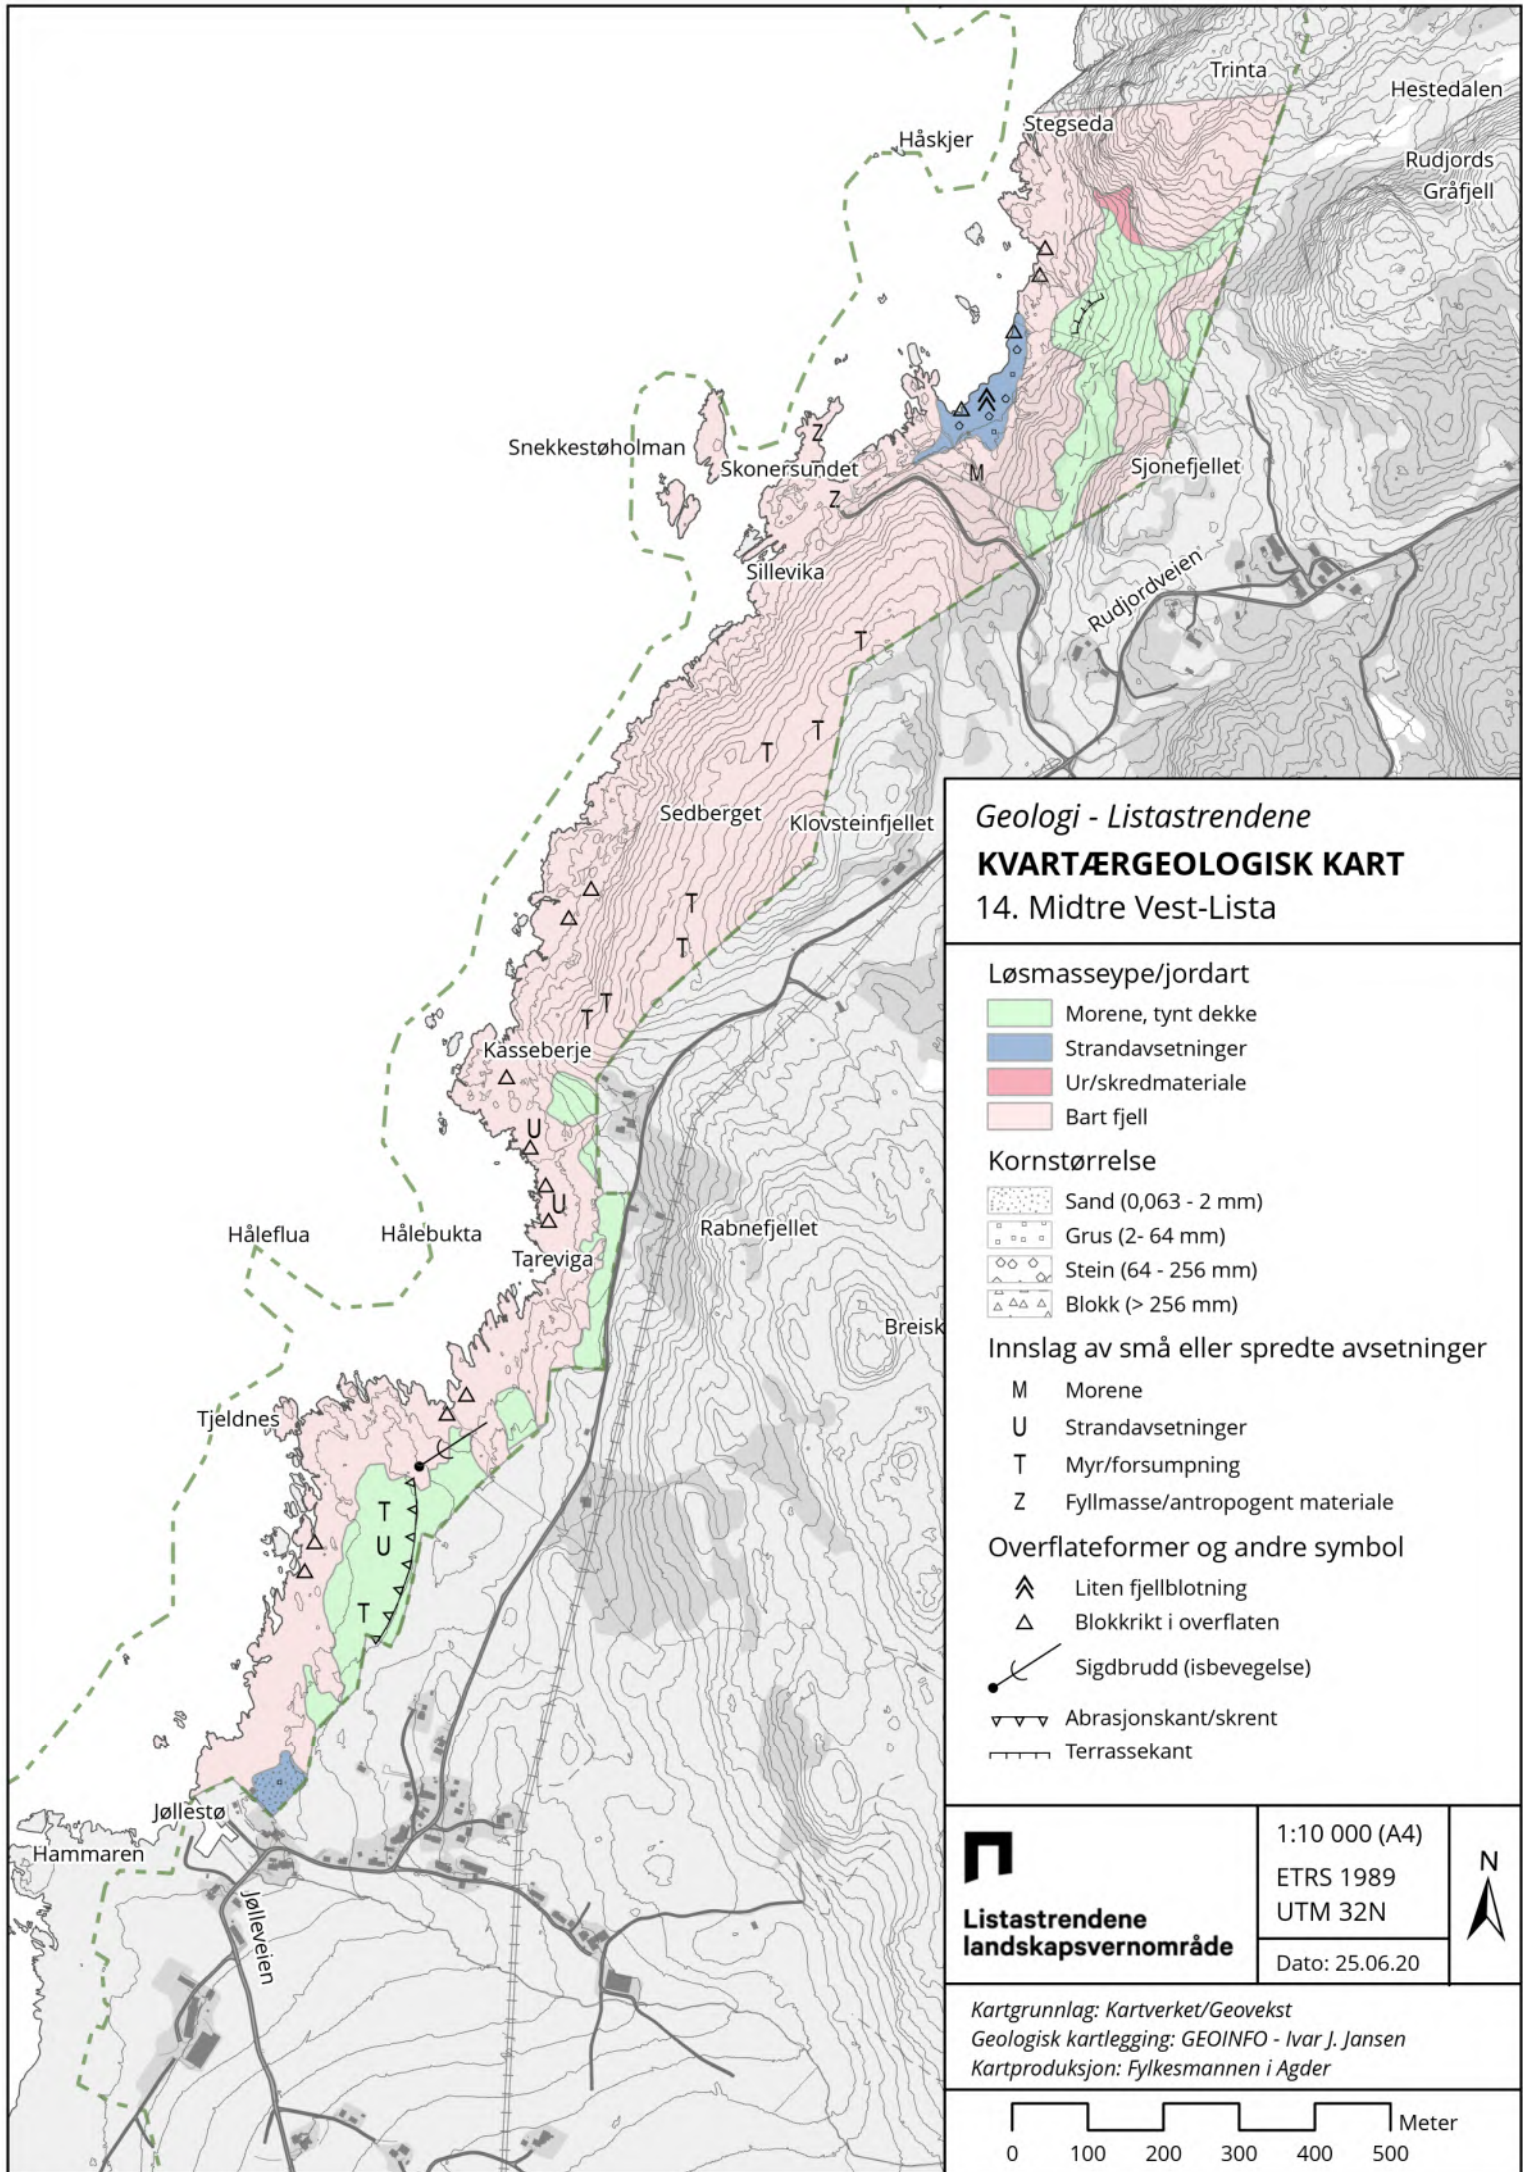 Trinta
Hestedalen
Stegseda
Håskjer
Rudjords
Gråfjell
Snekkestøholman
Z
Skonersundet
M
Sjonefjellet
Z
Sillevika
Rudjordveien
T
T
T
Sedberget
Klovsteinfjellet
T
T
T
T
Kasseberje
U
U
Håleflua
Hålebukta
Rabnefjellet
Tareviga
Breisk
Tjeldnes
T
U
T
Jøllestø
Hammaren
Jølleveien
Geologi - Listastrendene
KVARTÆRGEOLOGISK KART
14. Midtre Vest-Lista
Løsmasseype/jordart
Morene, tynt dekke
Strandavsetninger
Ur/skredmateriale
Bart fjell
Kornstørrelse
Sand (0,063 - 2 mm)
Grus (2- 64 mm)
Stein (64 - 256 mm)
Blokk (> 256 mm)
Innslag av små eller spredte avsetninger
M Morene
U Strandavsetninger
T Myr/forsumpning
Z Fyllmasse/antropogent materiale
Overflateformer og andre symbol
Liten fjellblotning
Blokkrikt i overflaten
Sigdbrudd (isbevegelse)
Abrasjonskant/skrent
Terrassekant
Listastrendene
landskapsvernområde
1:10 000 (A4)
ETRS 1989
UTM 32N
Dato: 25.06.20
N
Kartgrunnlag: Kartverket/Geovekst
Geologisk kartlegging: GEOINFO - Ivar J. Jansen
Kartproduksjon: Fylkesmannen i Agder
Meter
0 100 200 300 400 500